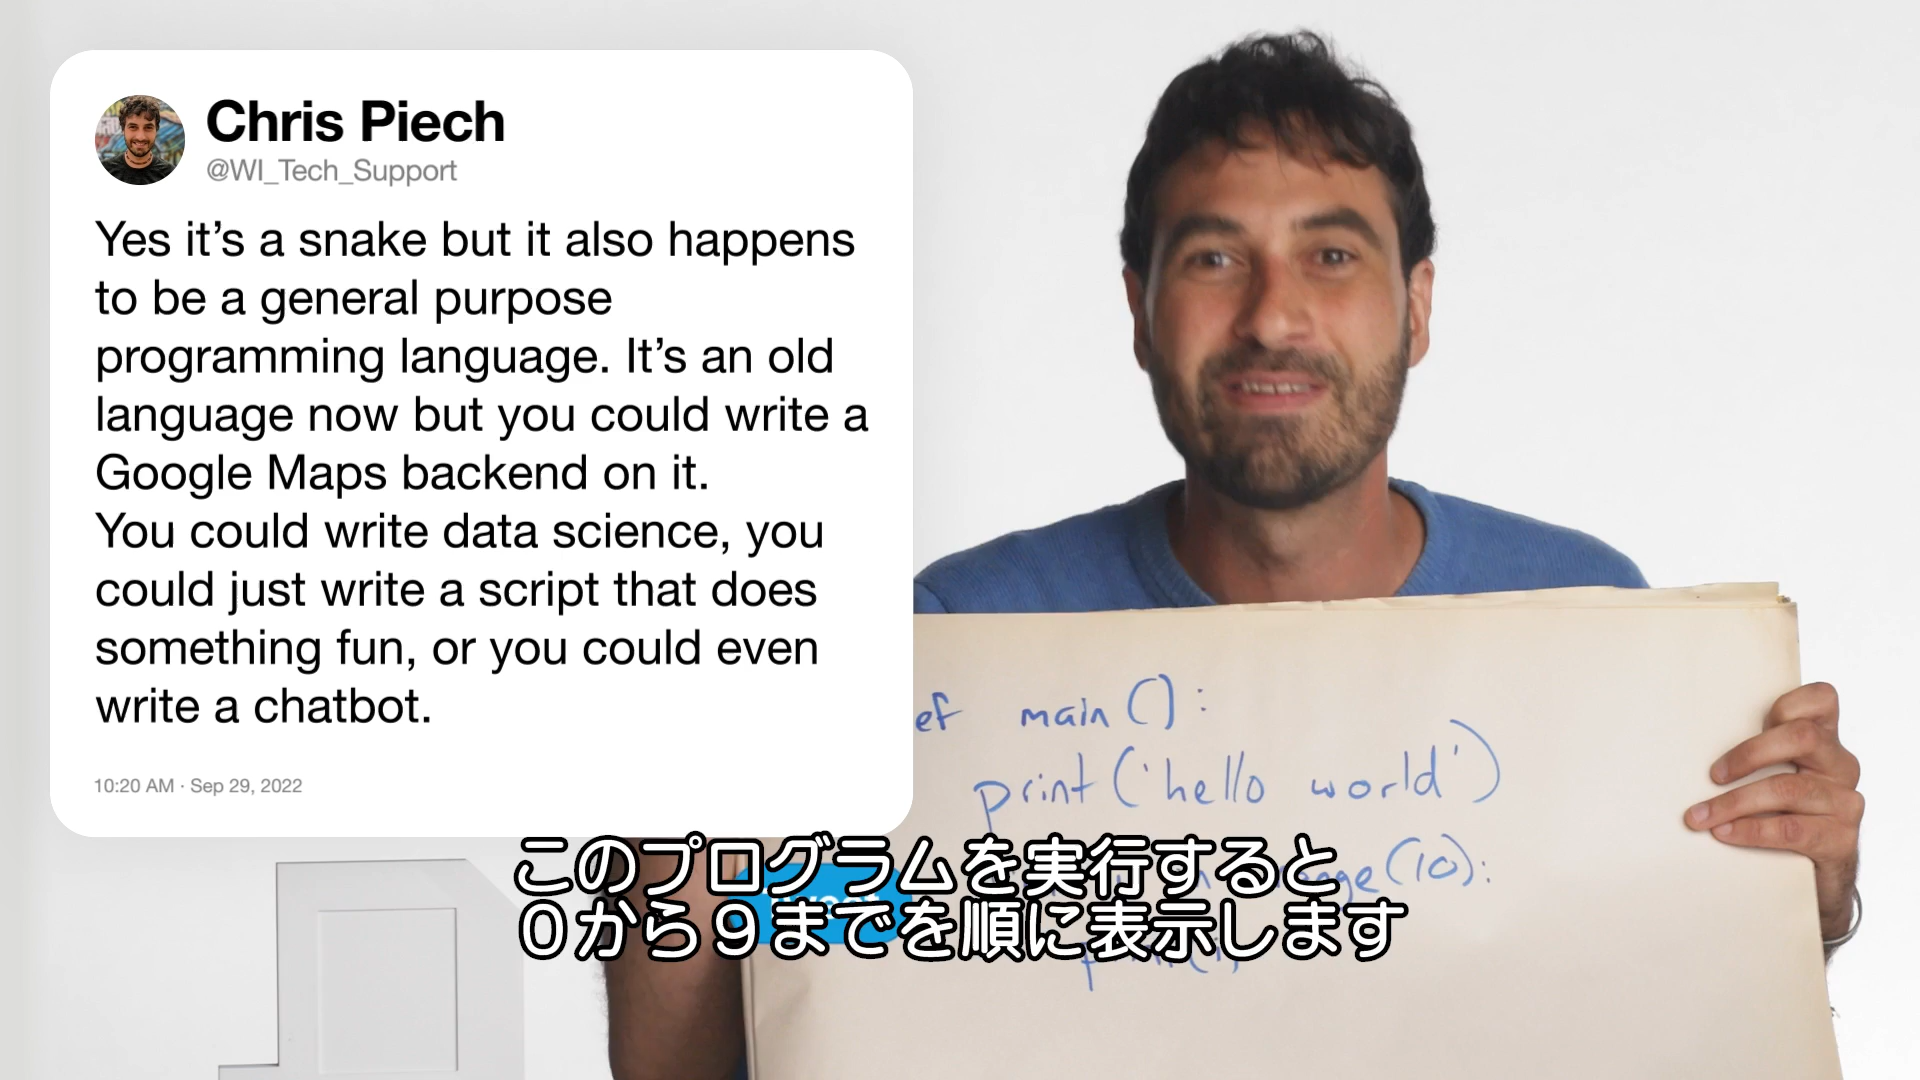 Chris Piech
@WI_Tech_Support
Yes it’s a snake but it also happens
to be a general purpose
programming language. It’s an old
language now but you could write a
Google Maps backend on it.
You could write data science, you
could just write a script that does
something fun, or you could even
write a chatbot.
10:20 AM · Sep 29, 2022
ef main():
print('hello world')
range(10):
このプログラムを実行すると
0から9までを順に表示します